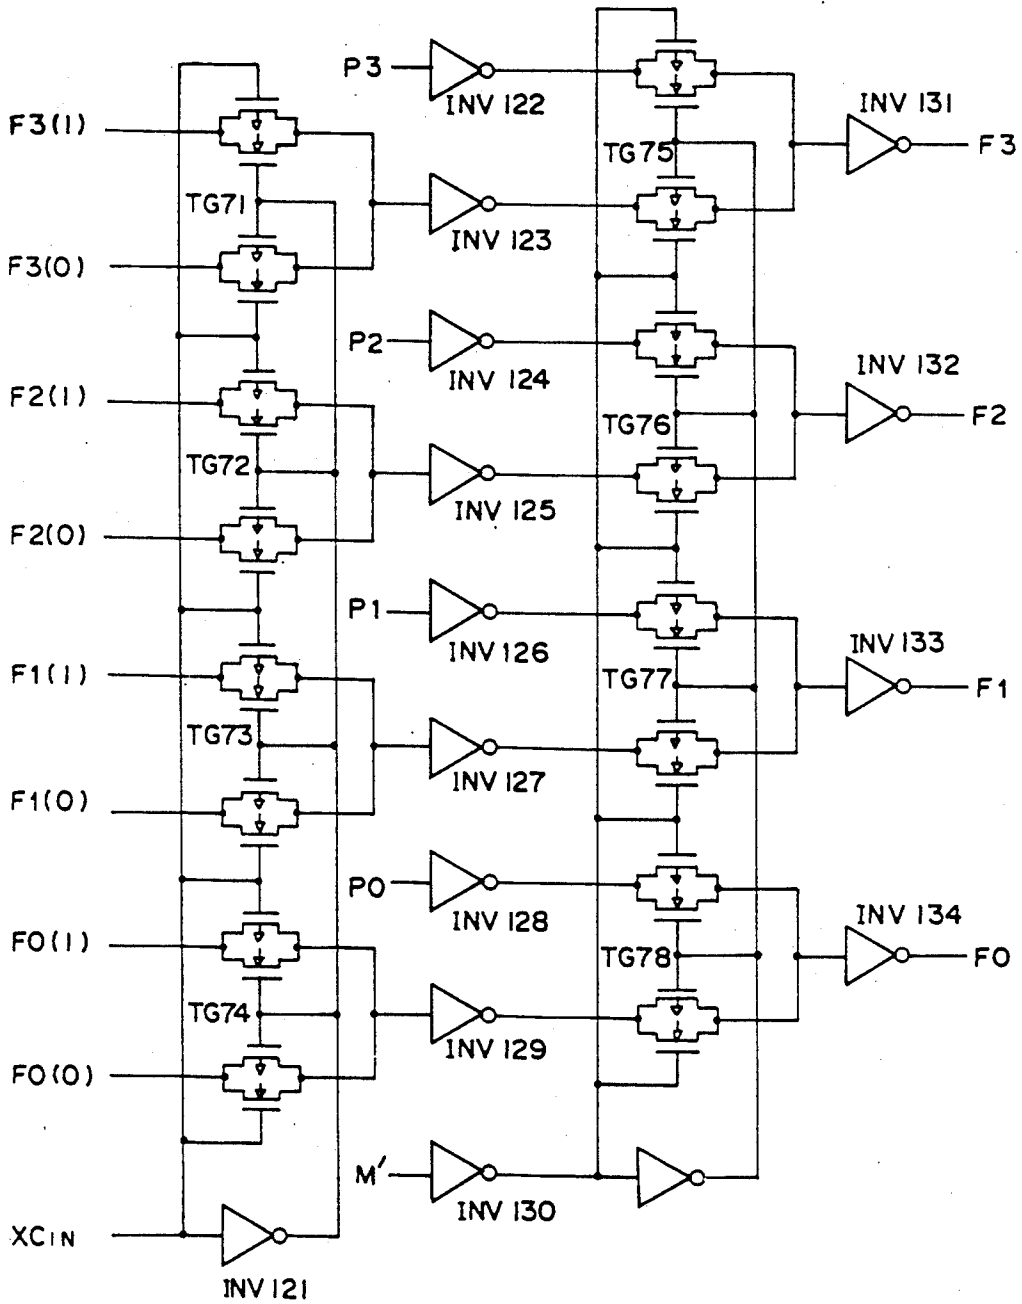 P3
INV 122
INV 131
F3(1)
F3
TG75
TG71
INV 123
F3(0)
P2
INV 124
INV 132
F2(1)
F2
TG76
TG72
INV 125
F2(0)
P1
INV 126
INV 133
F1(1)
TG77
F1
TG73
INV 127
F1(0)
P0
INV 128
INV 134
F0(1)
TG78
F0
TG74
INV 129
F0(0)
M′
INV 130
XCIN
INV 121